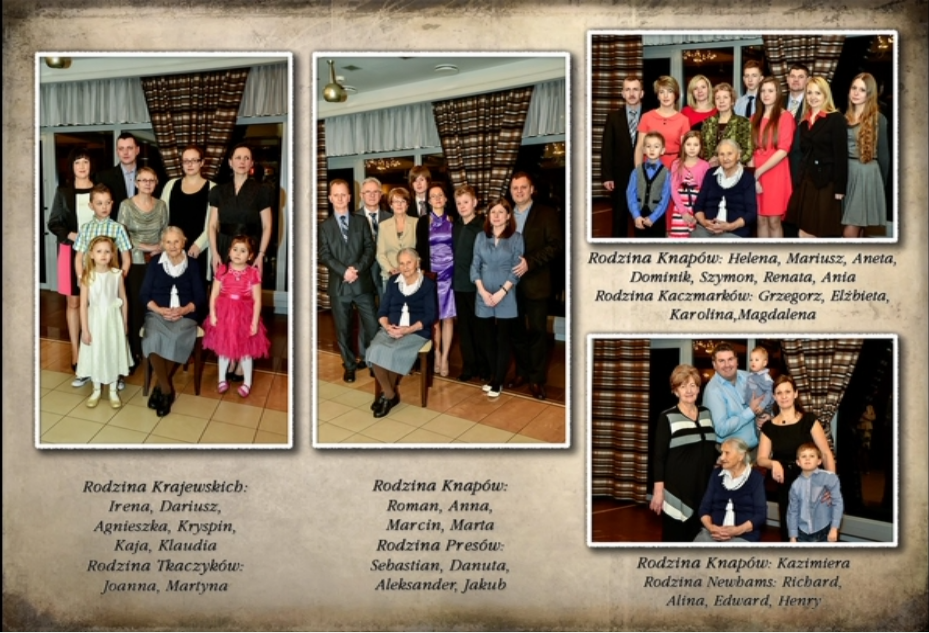 Rodzina Krajewskich:
Irena, Dariusz,
Agnieszka, Kryspin,
Kaja, Klaudia
Rodzina Tkaczyków:
Joanna, Martyna
Rodzina Knapów:
Roman, Anna,
Marcin, Marta
Rodzina Presów:
Sebastian, Danuta,
Aleksander, Jakub
Rodzina Knapów: Helena, Mariusz, Aneta,
Dominik, Szymon, Renata, Ania
Rodzina Kaczmarków: Grzegorz, Elżbieta,
Karolina,Magdalena
Rodzina Knapów: Kazimiera
Rodzina Newhams: Richard,
Alina, Edward, Henry